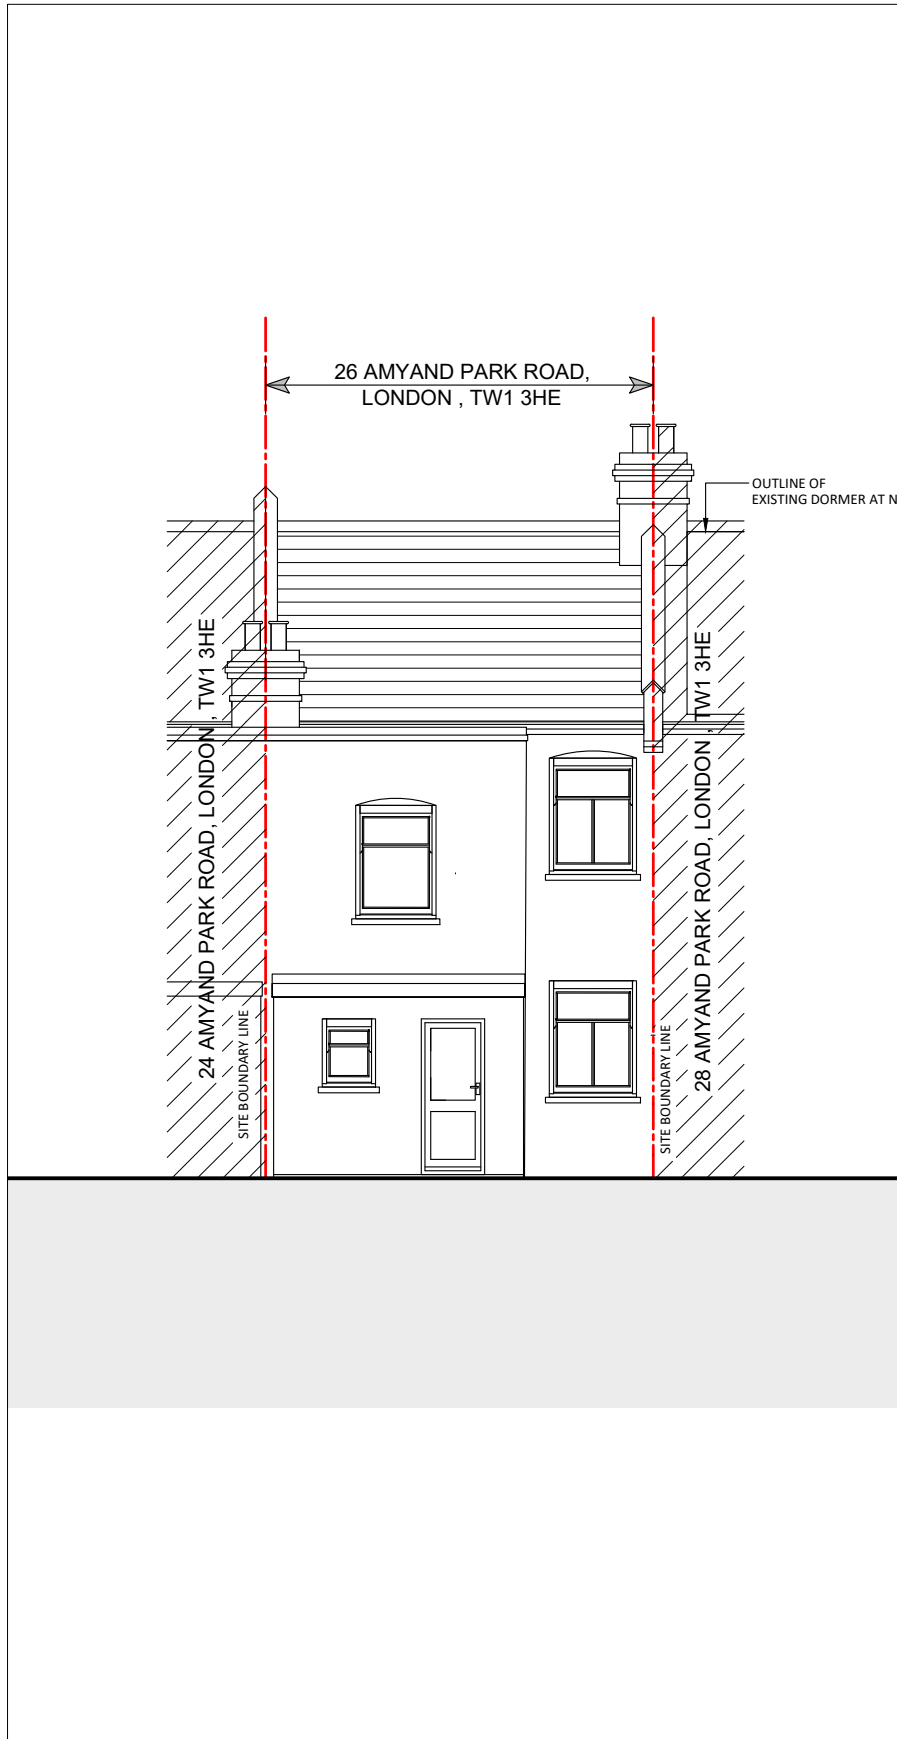 26 AMYAND PARK ROAD,
LONDON , TW1 3HE
OUTLINE OF
EXISTING DORMER AT N
24 AMYAND PARK ROAD, LONDON , TW1 3HE
28 AMYAND PARK ROAD, LONDON , TW1 3HE
SITE BOUNDARY LINE
SITE BOUNDARY LINE